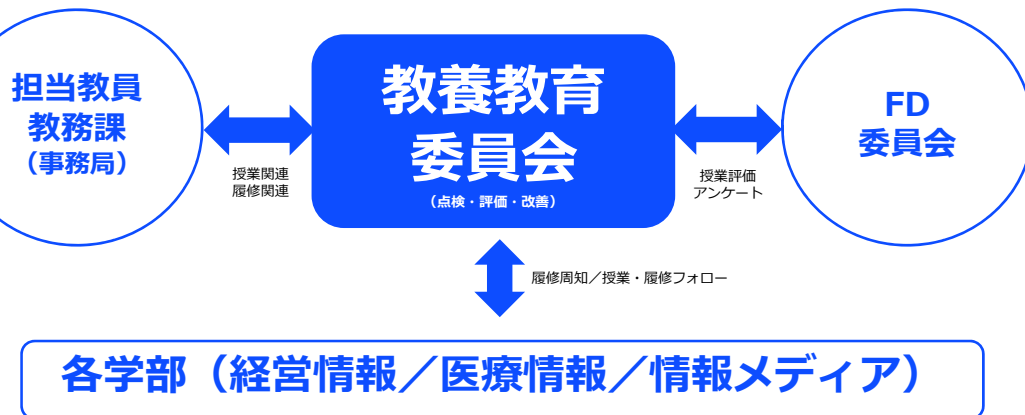 担当教員
教務課
（事務局）
授業関連
履修関連
教養教育
委員会
（点検・評価・改善）
授業評価
アンケート
FD
委員会
履修周知／授業・履修フォロー
各学部（経営情報／医療情報／情報メディア）